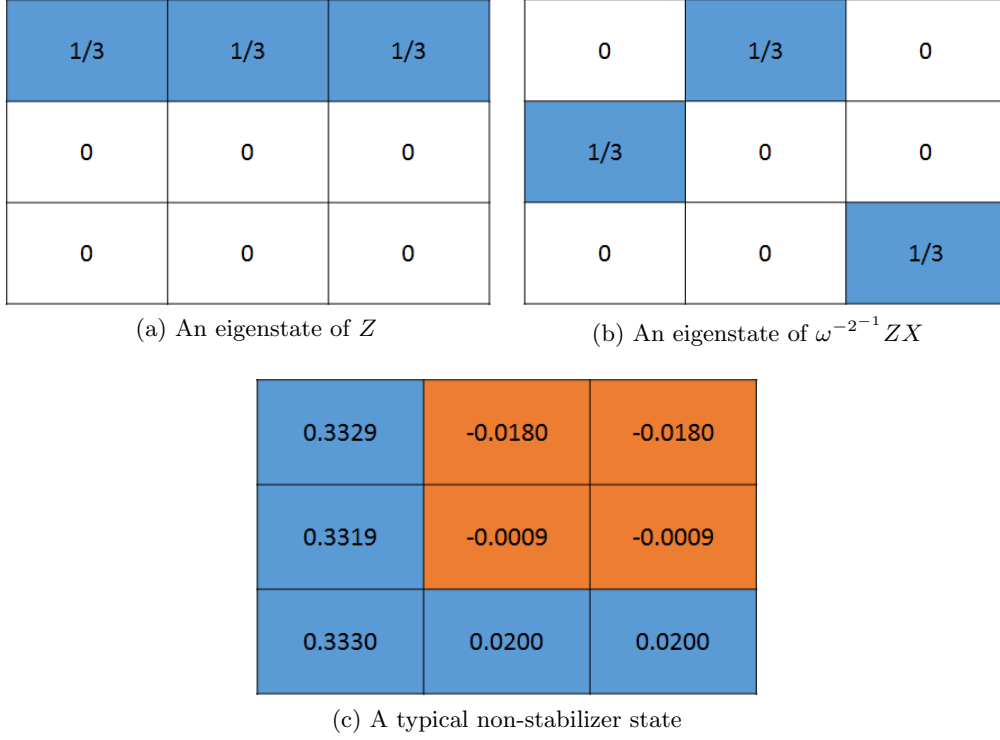 1/3 1/3 1/3
0 0 0
0 0 0
(a) An eigenstate of Z
0 1/3 0
1/3 0 0
0 0 1/3
(b) An eigenstate of ω^{-2^{-1}} ZX
0.3329 -0.0180 -0.0180
0.3319 -0.0009 -0.0009
0.3330 0.0200 0.0200
(c) A typical non-stabilizer state